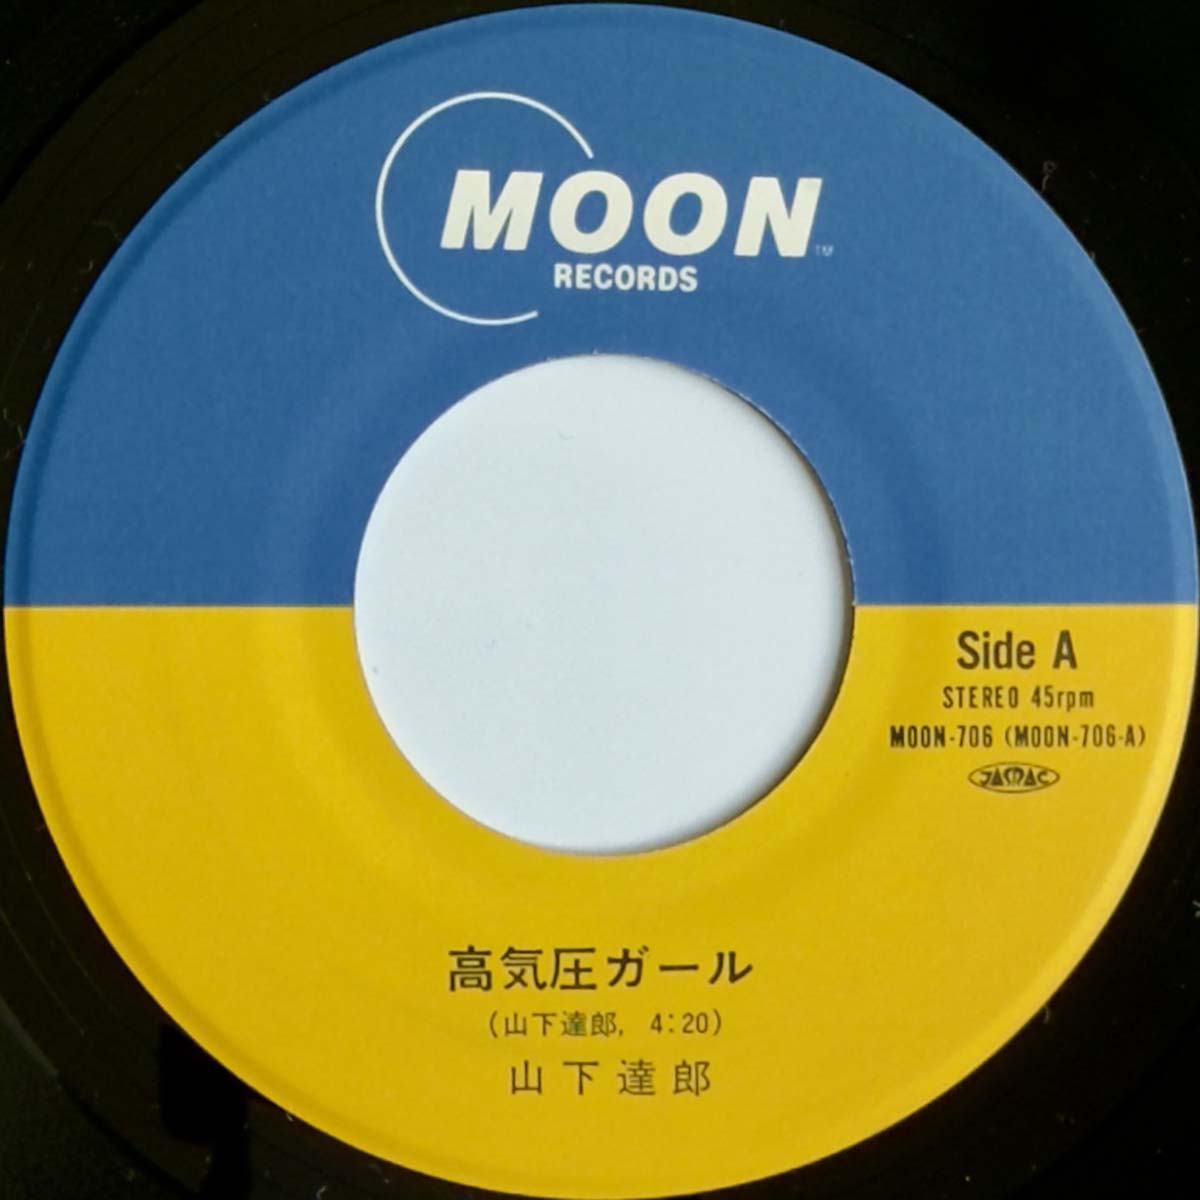 MOON
TM
RECORDS
Side A
STEREO 45rpm
MOON-706 (MOON-706-A)
JASRAC
高気圧ガール
(山下達郎, 4:20)
山下達郎